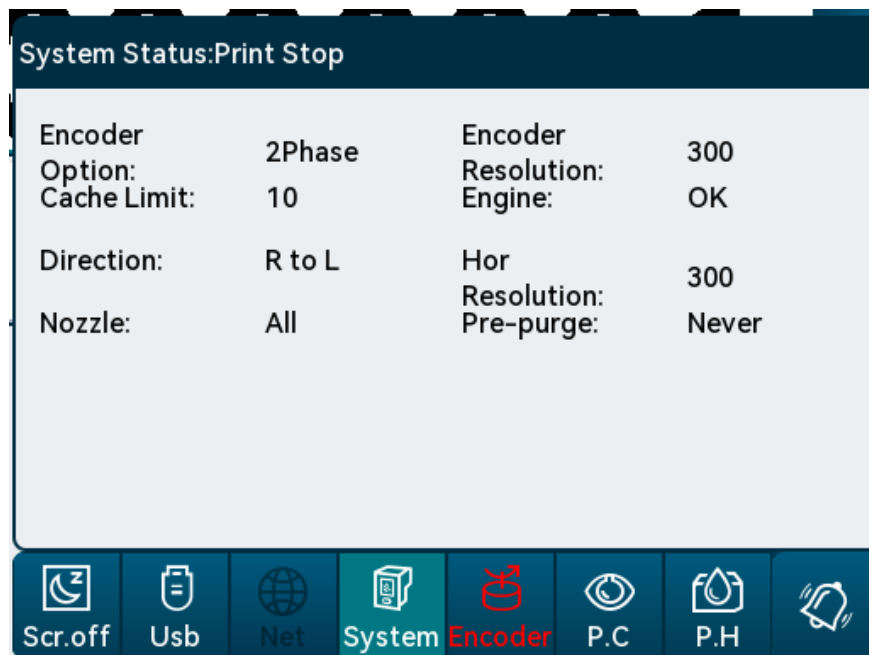 System Status:Print Stop
Encoder Option: 2Phase Encoder Resolution: 300
Cache Limit: 10 Engine: OK
Direction: R to L Hor Resolution: 300
Nozzle: All Pre-purge: Never
Scr.off Usb Net System Encoder P.C P.H